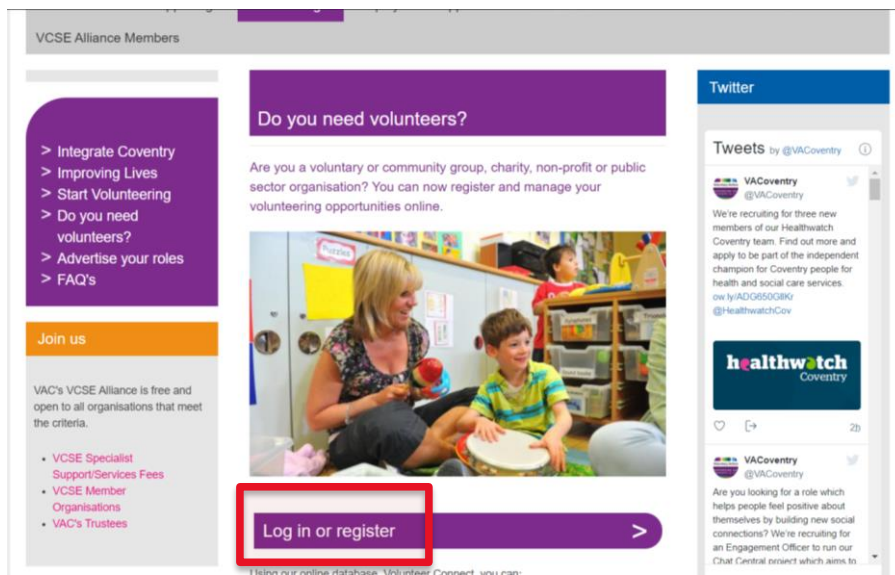 VCSE Alliance Members
> Integrate Coventry
> Improving Lives
> Start Volunteering
> Do you need
volunteers?
> Advertise your roles
> FAQ's
Join us
VAC's VCSE Alliance is free and
open to all organisations that meet
the criteria.
• VCSE Specialist
Support/Services Fees
• VCSE Member
Organisations
• VAC's Trustees
Do you need volunteers?
Are you a voluntary or community group, charity, non-profit or public
sector organisation? You can now register and manage your
volunteering opportunities online.
Puzzles
Log in or register >
Using our online database, Volunteer Connect, you can:
Twitter
Tweets by @VACoventry
VACoventry
@VACoventry
We're recruiting for three new
members of our Healthwatch
Coventry team. Find out more and
apply to be part of the independent
champion for Coventry people for
health and social care services.
ow.ly/ADG650GllKr
@HealthwatchCov
healthwatch
Coventry
2h
VACoventry
@VACoventry
Are you looking for a role which
helps people feel positive about
themselves by building new social
connections? We're recruiting for
an Engagement Officer to run our
Chat Central project which aims to